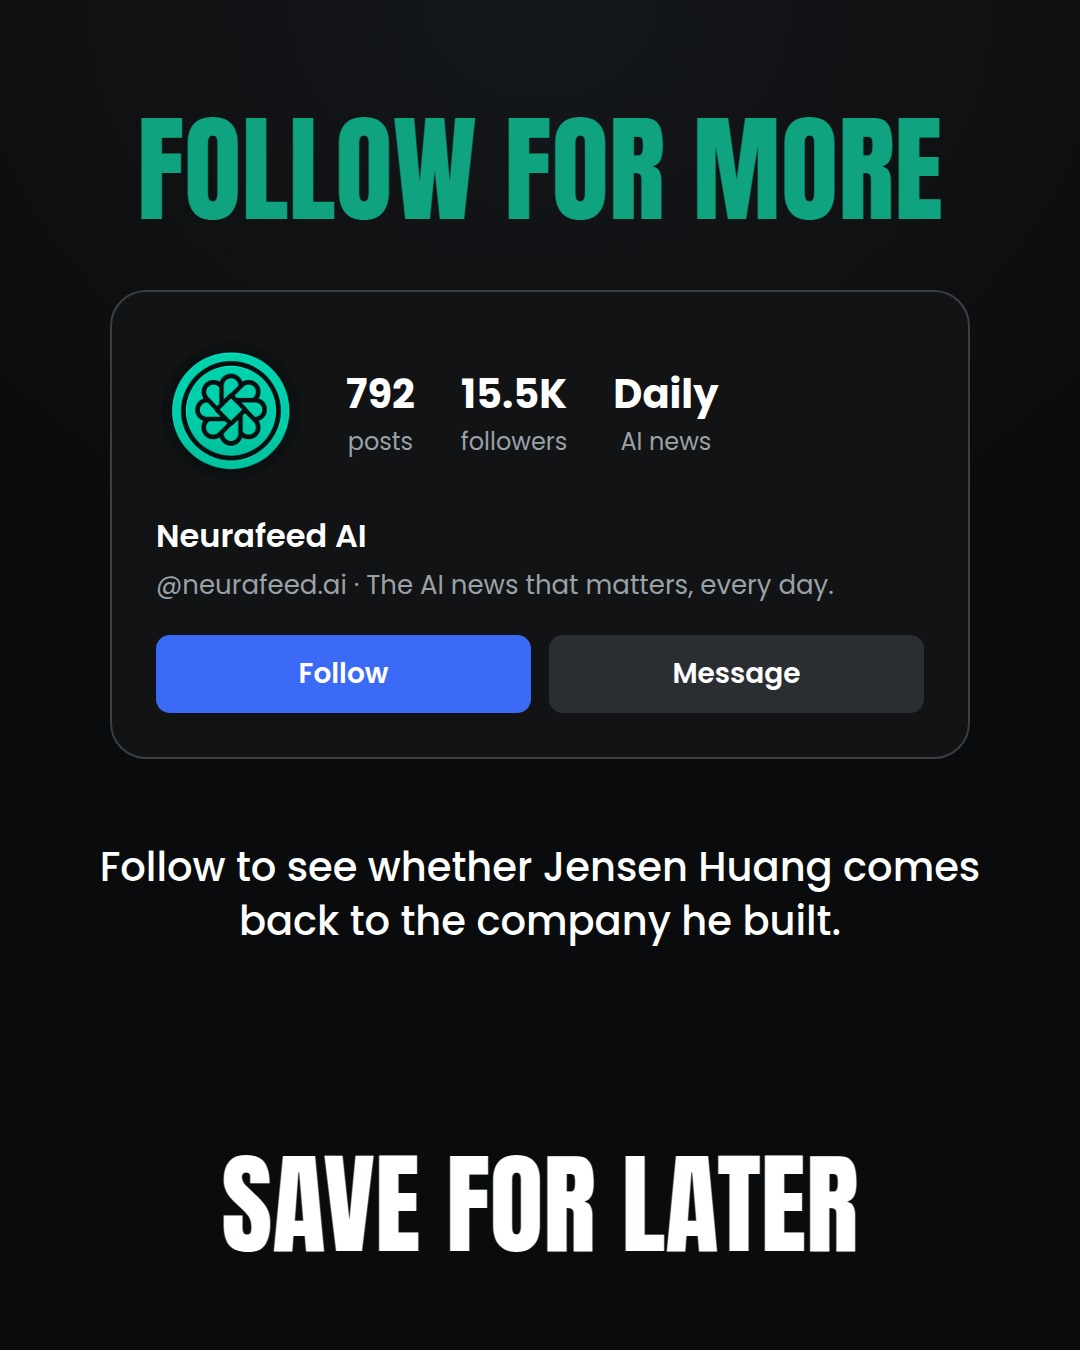 FOLLOW FOR MORE
792 15.5K Daily
posts followers AI news
Neurafeed AI
@neurafeed.ai · The AI news that matters, every day.
Follow Message
Follow to see whether Jensen Huang comes
back to the company he built.
SAVE FOR LATER